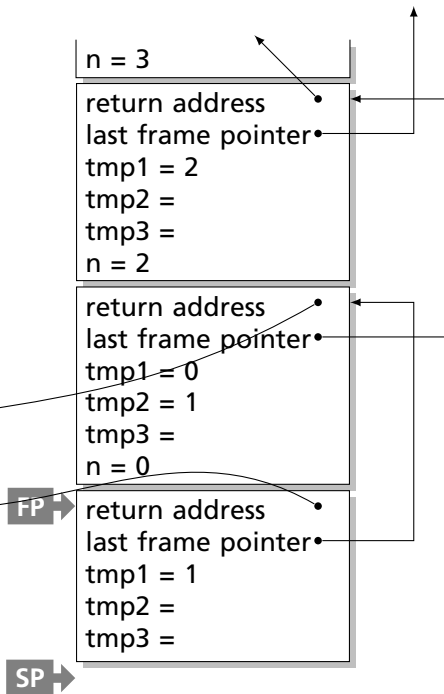 n = 3
return address
last frame pointer
tmp1 = 2
tmp2 =
tmp3 =
n = 2
return address
last frame pointer
tmp1 = 0
tmp2 = 1
tmp3 =
n = 0
FP
return address
last frame pointer
tmp1 = 1
tmp2 =
tmp3 =
SP